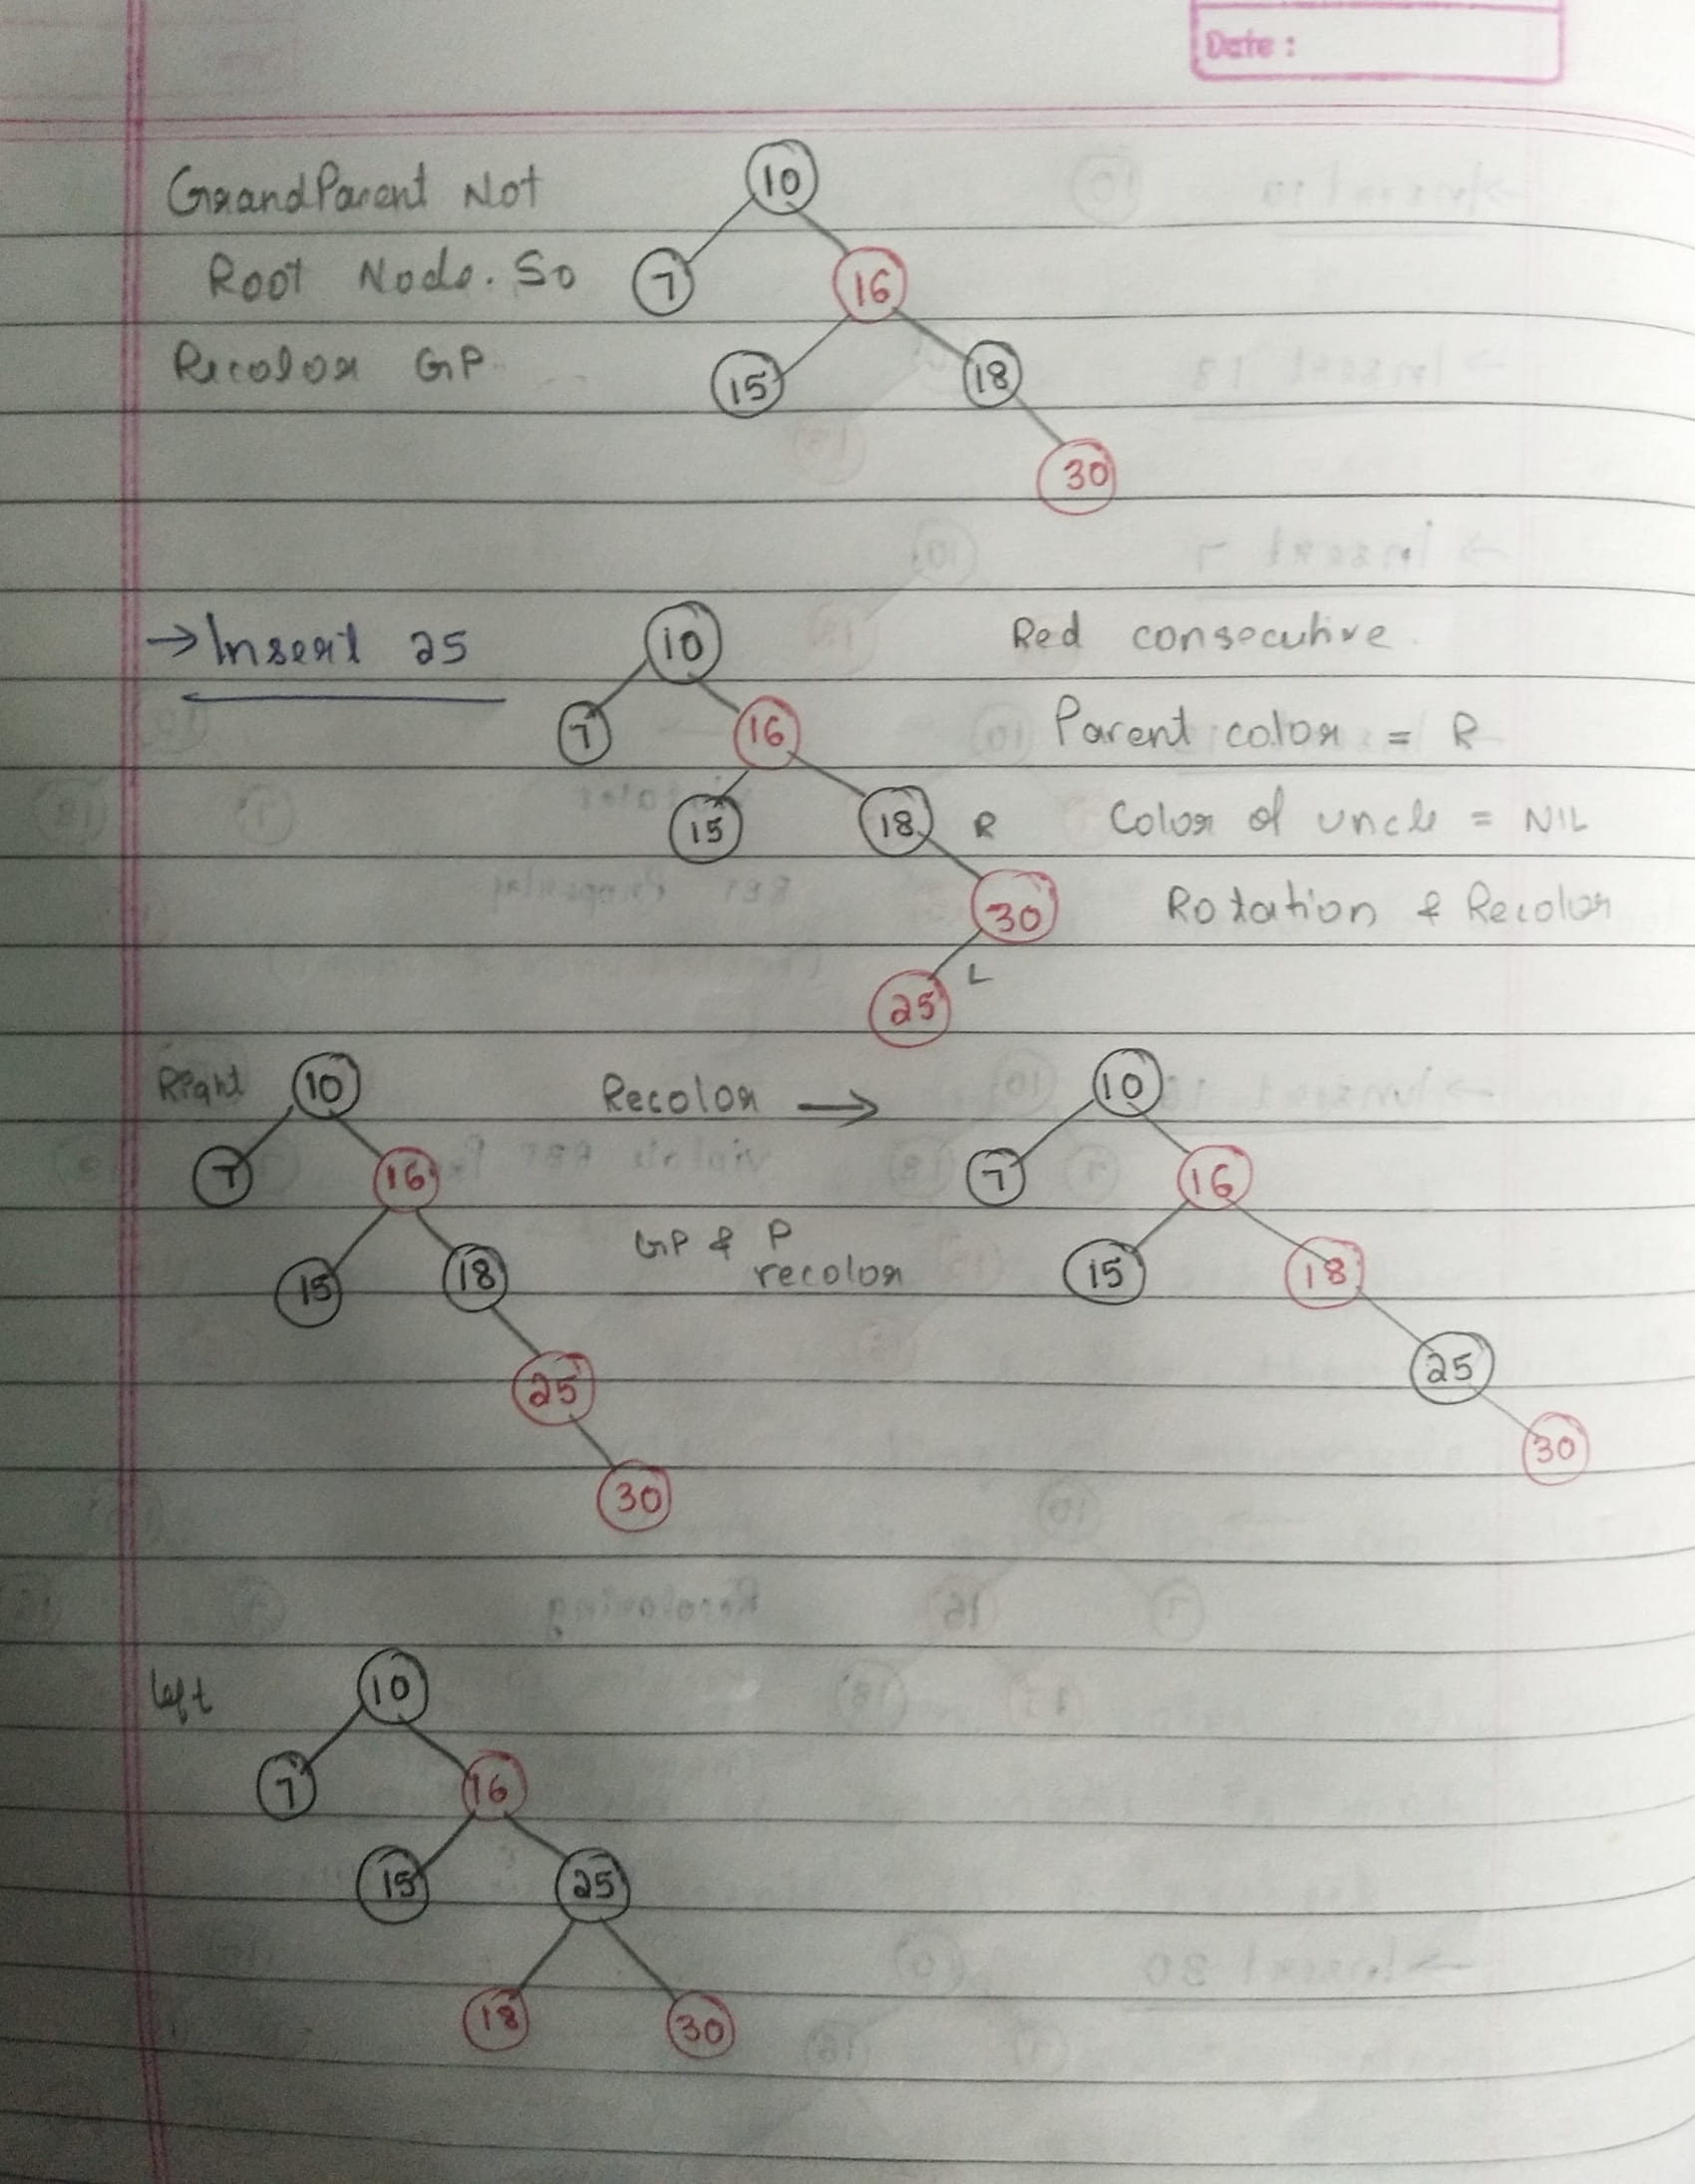 Date :
10
GrandParent Not
Root Node. So 7 16
Recolor GP 15 18
30
→ Insert 25 10 Red consecutive.
7 16 Parent color = R
15 18 R Color of uncle = NIL
30 Rotation & Recolor
L
25
Right 10 Recolor → 10
7 16 7 16
GP & P
15 18 recolor 15 18
25 25
30 30
left 10
7 16
15 25
18 30